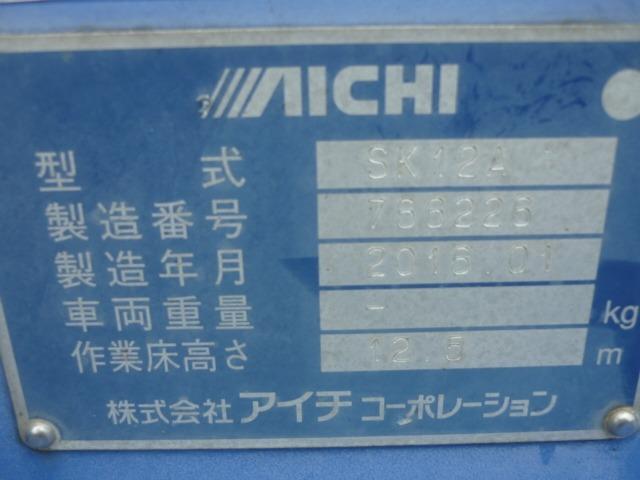 AICHI
型式 SK12A
製造番号 766226
製造年月 2016.01
車両重量 - kg
作業床高さ 12.5 m
株式会社 アイチ コーポレーション